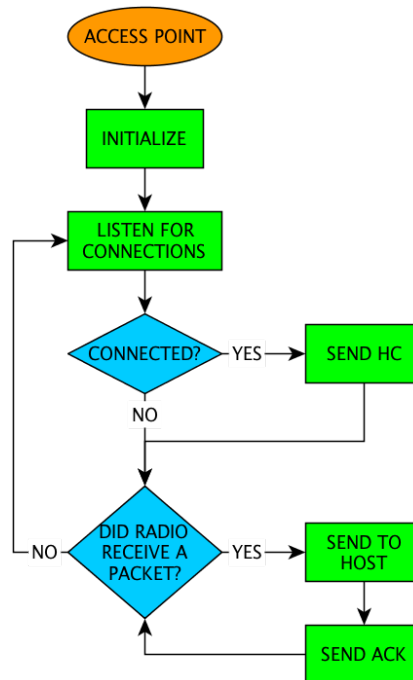 ACCESS POINT
INITIALIZE
LISTEN FOR
CONNECTIONS
CONNECTED?
YES
SEND HC
NO
DID RADIO
RECEIVE A
PACKET?
NO
YES
SEND TO
HOST
SEND ACK